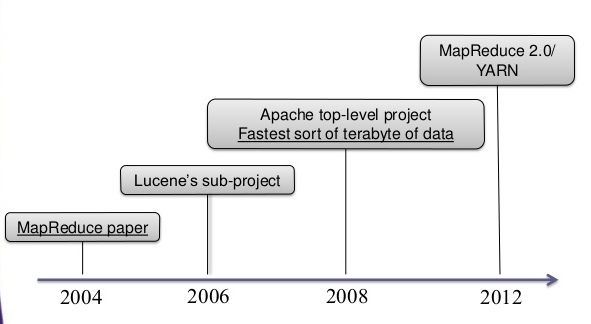 MapReduce 2.0/
YARN
Apache top-level project
Fastest sort of terabyte of data
Lucene’s sub-project
MapReduce paper
2004
2006
2008
2012